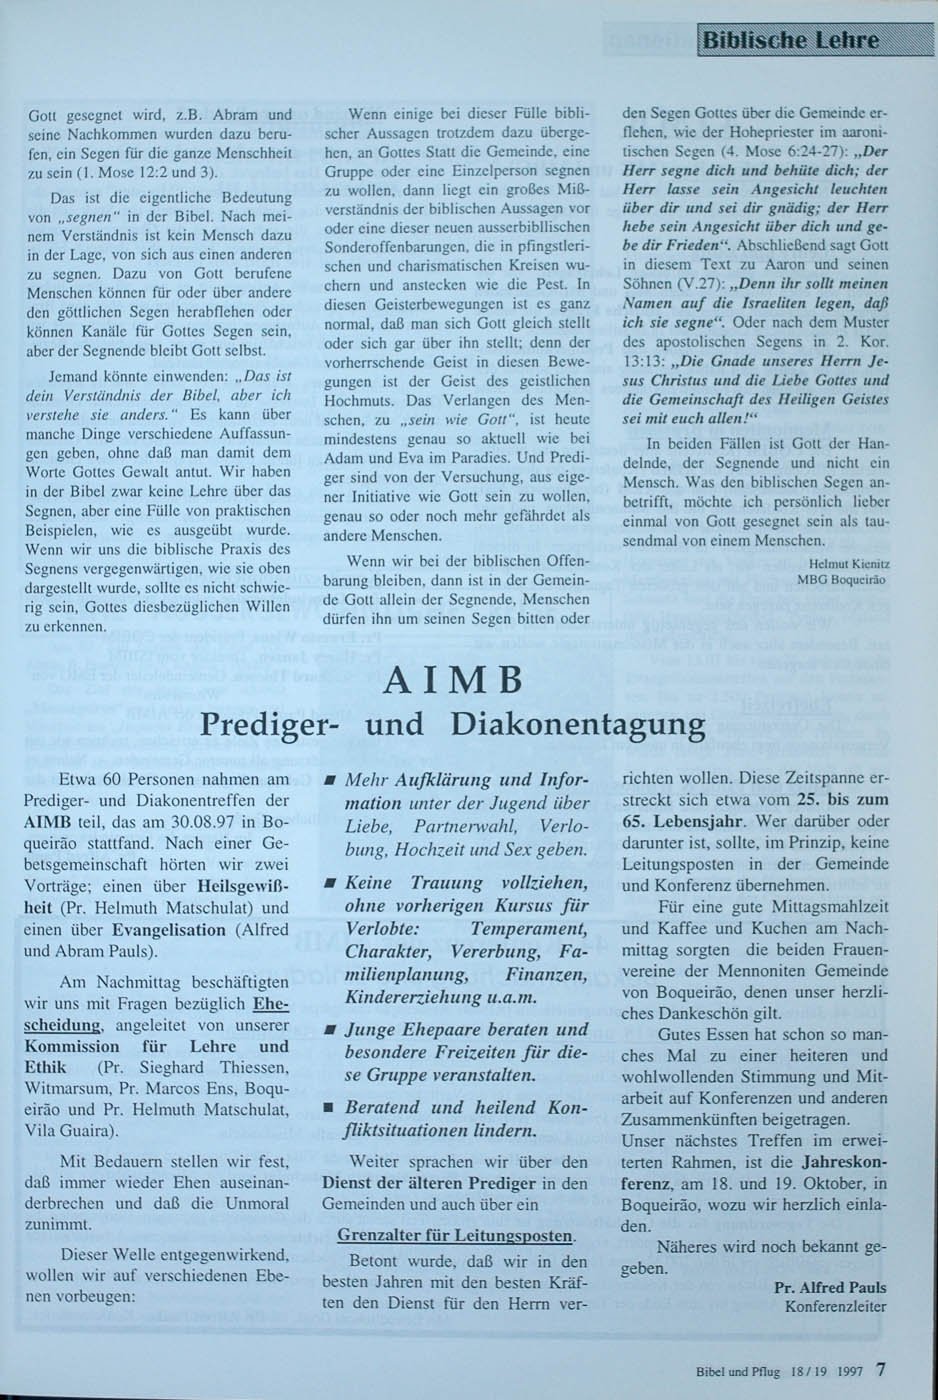 Biblische Lehre
Gott gesegnet wird, z.B. Abram und
seine Nachkommen wurden dazu beru-
fen, ein Segen für die ganze Menschheit
zu sein (1. Mose 12:2 und 3).
Das ist die eigentliche Bedeutung
von „segnen“ in der Bibel. Nach mei-
nem Verständnis ist kein Mensch dazu
in der Lage, von sich aus einen anderen
zu segnen. Dazu von Gott berufene
Menschen können für oder über andere
den göttlichen Segen herabflehen oder
können Kanäle für Gottes Segen sein,
aber der Segnende bleibt Gott selbst.
Jemand könnte einwenden: „Das ist
dein Verständnis der Bibel, aber ich
verstehe sie anders.“ Es kann über
manche Dinge verschiedene Auffassun-
gen geben, ohne daß man damit dem
Worte Gottes Gewalt antut. Wir haben
in der Bibel zwar keine Lehre über das
Segnen, aber eine Fülle von praktischen
Beispielen, wie es ausgeübt wurde.
Wenn wir uns die biblische Praxis des
Segnens vergegenwärtigen, wie sie oben
dargestellt wurde, sollte es nicht schwie-
rig sein, Gottes diesbezüglichen Willen
zu erkennen.
Wenn einige bei dieser Fülle bibli-
scher Aussagen trotzdem dazu überge-
hen, an Gottes Statt die Gemeinde, eine
Gruppe oder eine Einzelperson segnen
zu wollen, dann liegt ein großes Miß-
verständnis der biblischen Aussagen vor
oder eine dieser neuen ausserbibllischen
Sonderoffenbarungen, die in pfingstleri-
schen und charismatischen Kreisen wu-
chern und anstecken wie die Pest. In
diesen Geisterbewegungen ist es ganz
normal, daß man sich Gott gleich stellt
oder sich gar über ihn stellt; denn der
vorherrschende Geist in diesen Bewe-
gungen ist der Geist des geistlichen
Hochmuts. Das Verlangen des Men-
schen, zu „sein wie Gott“, ist heute
mindestens genau so aktuell wie bei
Adam und Eva im Paradies. Und Predi-
ger sind von der Versuchung, aus eige-
ner Initiative wie Gott sein zu wollen,
genau so oder noch mehr gefährdet als
andere Menschen.
Wenn wir bei der biblischen Offen-
barung bleiben, dann ist in der Gemein-
de Gott allein der Segnende, Menschen
dürfen ihn um seinen Segen bitten oder
den Segen Gottes über die Gemeinde er-
flehen, wie der Hohepriester im aaroni-
tischen Segen (4. Mose 6:24-27): „Der
Herr segne dich und behüte dich; der
Herr lasse sein Angesicht leuchten
über dir und sei dir gnädig; der Herr
hebe sein Angesicht über dich und ge-
be dir Frieden“. Abschließend sagt Gott
in diesem Text zu Aaron und seinen
Söhnen (V.27): „Denn ihr sollt meinen
Namen auf die Israeliten legen, daß
ich sie segne“. Oder nach dem Muster
des apostolischen Segens in 2. Kor.
13:13: „Die Gnade unseres Herrn Je-
sus Christus und die Liebe Gottes und
die Gemeinschaft des Heiligen Geistes
sei mit euch allen!“
In beiden Fällen ist Gott der Han-
delnde, der Segnende und nicht ein
Mensch. Was den biblischen Segen an-
betrifft, möchte ich persönlich lieber
einmal von Gott gesegnet sein als tau-
sendmal von einem Menschen.
Helmut Kienitz
MBG Boqueirão
AIMB
Prediger- und Diakonentagung
Etwa 60 Personen nahmen am
Prediger- und Diakonentreffen der
AIMB teil, das am 30.08.97 in Bo-
queirão stattfand. Nach einer Ge-
betsgemeinschaft hörten wir zwei
Vorträge; einen über Heilsgewiß-
heit (Pr. Helmuth Matschulat) und
einen über Evangelisation (Alfred
und Abram Pauls).
Am Nachmittag beschäftigten
wir uns mit Fragen bezüglich Ehe-
scheidung, angeleitet von unserer
Kommission für Lehre und
Ethik (Pr. Sieghard Thiessen,
Witmarsum, Pr. Marcos Ens, Boqu-
eirão und Pr. Helmuth Matschulat,
Vila Guaira).
Mit Bedauern stellen wir fest,
daß immer wieder Ehen auseinan-
derbrechen und daß die Unmoral
zunimmt.
Dieser Welle entgegenwirkend,
wollen wir auf verschiedenen Ebe-
nen vorbeugen:
■ Mehr Aufklärung und Infor-
mation unter der Jugend über
Liebe, Partnerwahl, Verlo-
bung, Hochzeit und Sex geben.
■ Keine Trauung vollziehen,
ohne vorherigen Kursus für
Verlobte: Temperament,
Charakter, Vererbung, Fa-
milienplanung, Finanzen,
Kindererziehung u.a.m.
■ Junge Ehepaare beraten und
besondere Freizeiten für die-
se Gruppe veranstalten.
■ Beratend und heilend Kon-
fliktsituationen lindern.
Weiter sprachen wir über den
Dienst der älteren Prediger in den
Gemeinden und auch über ein
Grenzalter für Leitungsposten.
Betont wurde, daß wir in den
besten Jahren mit den besten Kräf-
ten den Dienst für den Herrn ver-
richten wollen. Diese Zeitspanne er-
streckt sich etwa vom 25. bis zum
65. Lebensjahr. Wer darüber oder
darunter ist, sollte, im Prinzip, keine
Leitungsposten in der Gemeinde
und Konferenz übernehmen.
Für eine gute Mittagsmahlzeit
und Kaffee und Kuchen am Nach-
mittag sorgten die beiden Frauen-
vereine der Mennoniten Gemeinde
von Boqueirão, denen unser herzli-
ches Dankeschön gilt.
Gutes Essen hat schon so man-
ches Mal zu einer heiteren und
wohlwollenden Stimmung und Mit-
arbeit auf Konferenzen und anderen
Zusammenkünften beigetragen.
Unser nächstes Treffen im erwei-
terten Rahmen, ist die Jahreskon-
ferenz, am 18. und 19. Oktober, in
Boqueirão, wozu wir herzlich einla-
den.
Näheres wird noch bekannt ge-
geben.
Pr. Alfred Pauls
Konferenzleiter
Bibel und Pflug 18/19 1997 7